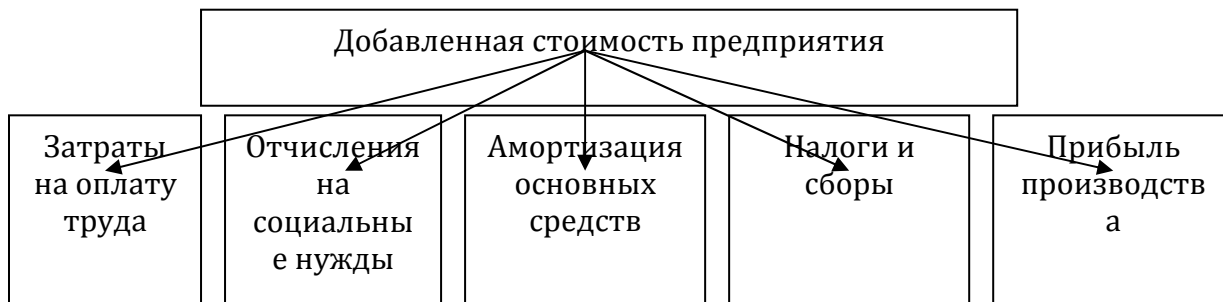 Добавленная стоимость предприятия
Затраты
на оплату
труда
Отчисления
на
социальны
е нужды
Амортизация
основных
средств
Налоги и
сборы
Прибыль
производств
а